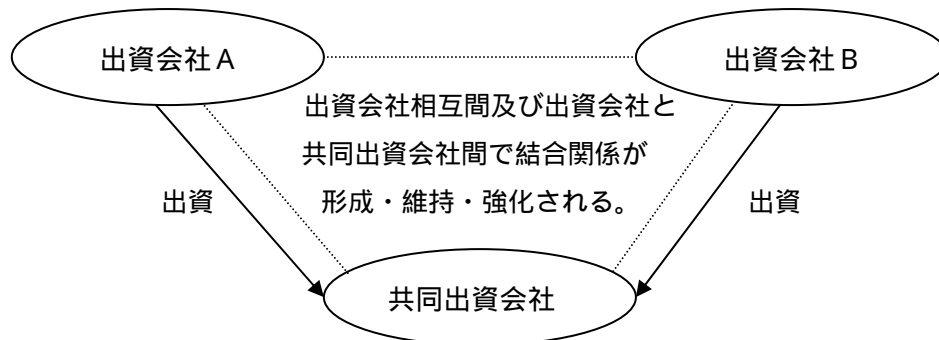 出資会社A
出資会社B
出資会社相互間及び出資会社と
共同出資会社間で結合関係が
形成・維持・強化される。
出資
出資
共同出資会社